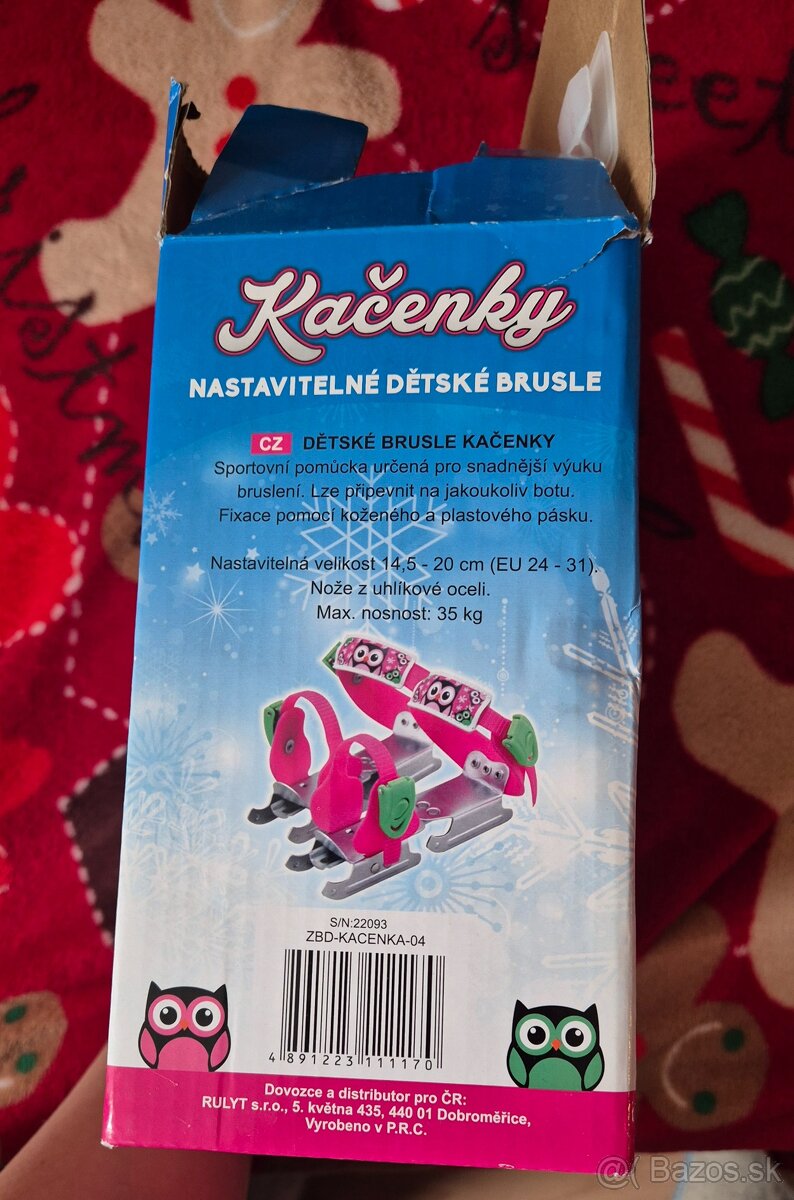 Kačenky
NASTAVITELNÉ DĚTSKÉ BRUSLE
CZ DĚTSKÉ BRUSLE KAČENKY
Sportovní pomůcka určená pro snadnější výuku
bruslení. Lze připevnit na jakoukoliv botu.
Fixace pomocí koženého a plastového pásku.
Nastavitelná velikost 14,5 - 20 cm (EU 24 - 31).
Nože z uhlíkové oceli.
Max. nosnost: 35 kg
S/N:22093
ZBD-KACENKA-04
4 891223 111170
Dovozce a distributor pro ČR:
RULYT s.r.o., 5. května 435, 440 01 Dobroměřice,
Vyrobeno v P.R.C.
Bazos.sk